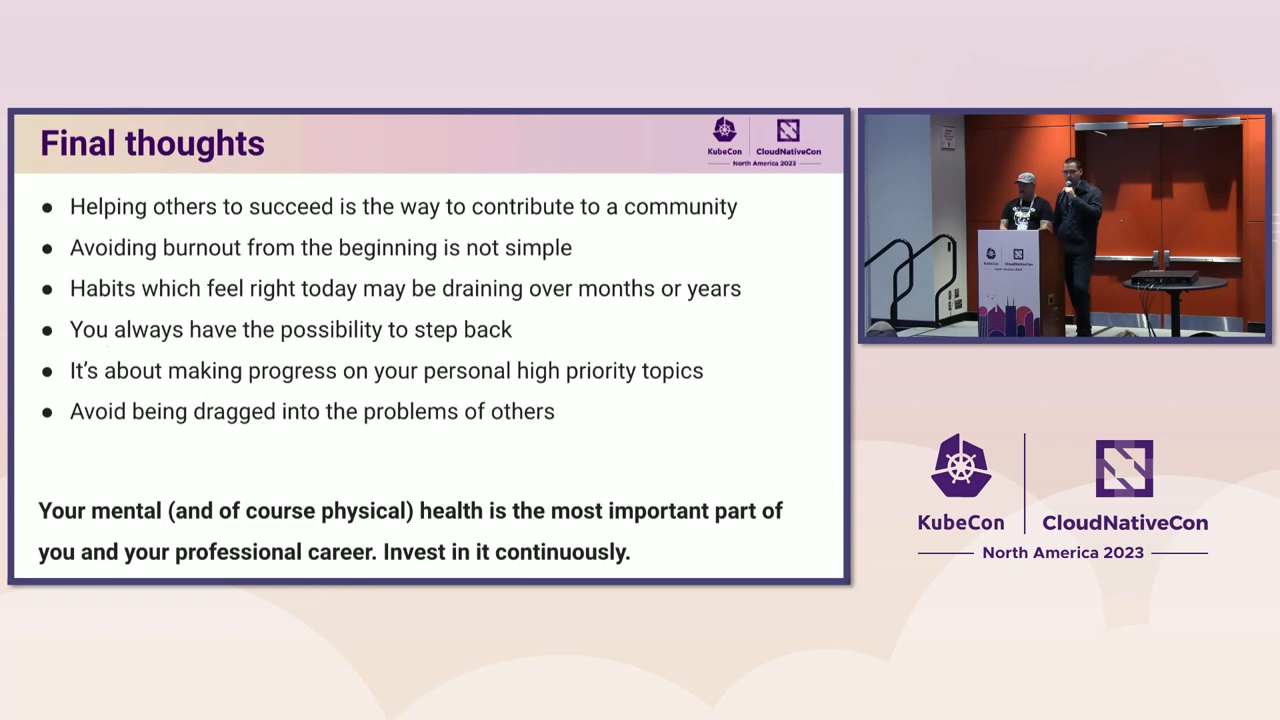 Final thoughts
KubeCon
CloudNativeCon
North America 2023
Helping others to succeed is the way to contribute to a community
Avoiding burnout from the beginning is not simple
Habits which feel right today may be draining over months or years
You always have the possibility to step back
It's about making progress on your personal high priority topics
Avoid being dragged into the problems of others
Your mental (and of course physical) health is the most important part of
you and your professional career. Invest in it continuously.
KubeCon
CloudNativeCon
North America 2023